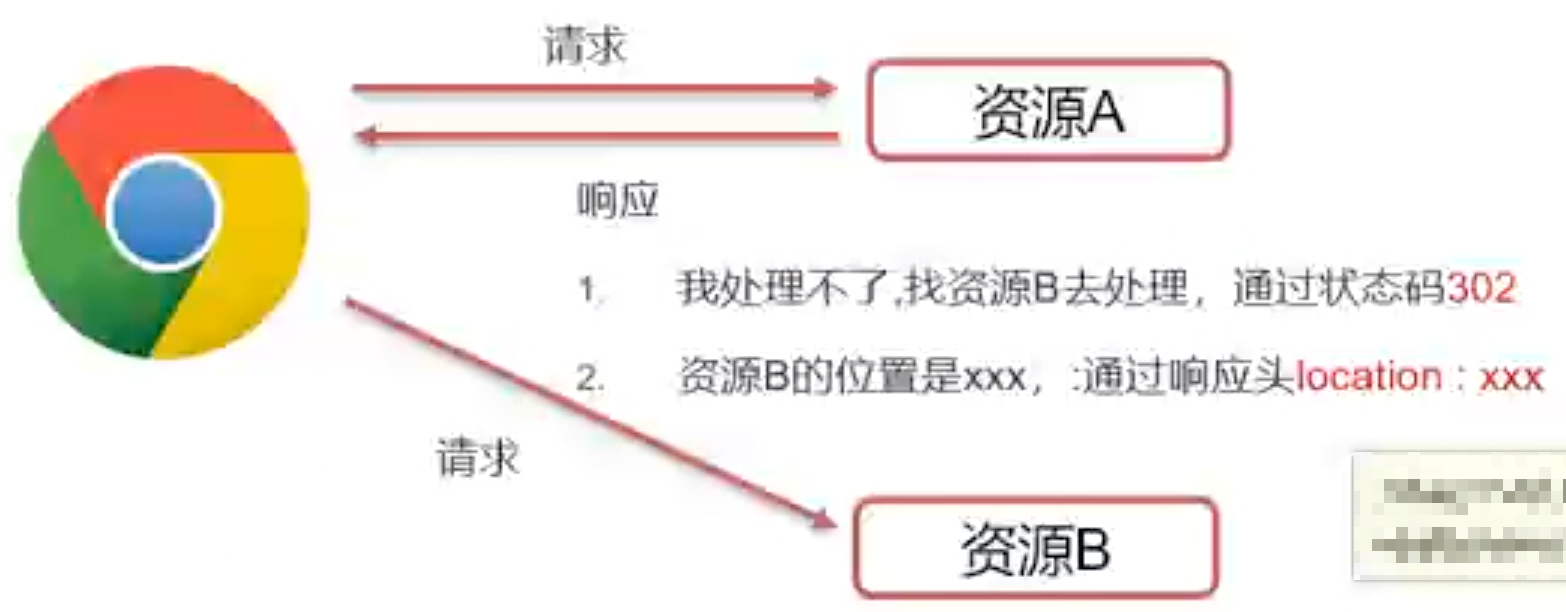 请求
资源A
响应
1. 我处理不了,找资源B去处理，通过状态码302
2. 资源B的位置是xxx，:通过响应头location : xxx
请求
资源B